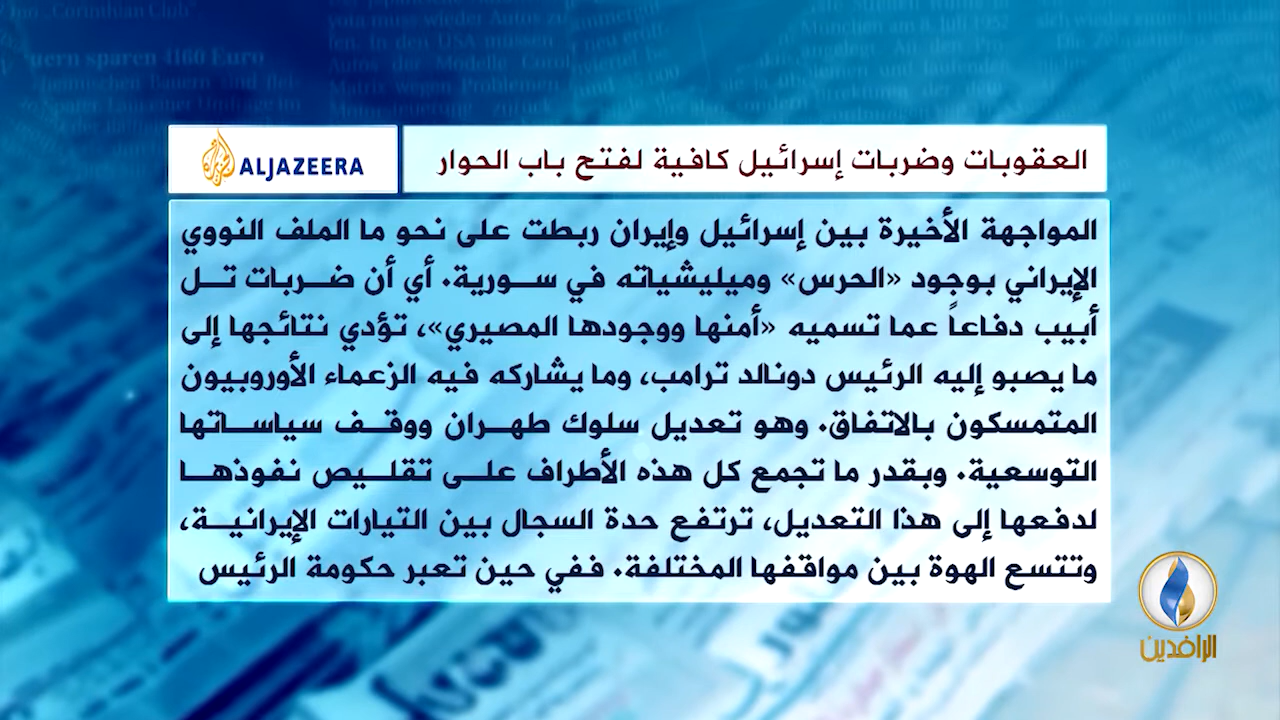 ALJAZEERA
العقوبات وضربات إسرائيل كافية لفتح باب الحوار
المواجهة الأخيرة بين إسرائيل وإيران ربطت على نحو ما الملف النووي
الإيراني بوجود «الحرس» وميليشياته في سورية. أي أن ضربات تل
أبيب دفاعاً عما تسميه «أمنها ووجودها المصيري»، تؤدي نتائجها إلى
ما يصبو إليه الرئيس دونالد ترامب، وما يشاركه فيه الزعماء الأوروبيون
المتمسكون بالاتفاق. وهو تعديل سلوك طهران ووقف سياساتها
التوسعية. وبقدر ما تجمع كل هذه الأطراف على تقليص نفوذها
لدفعها إلى هذا التعديل، ترتفع حدة السجال بين التيارات الإيرانية،
وتتسع الهوة بين مواقفها المختلفة. ففي حين تعبر حكومة الرئيس
الرافدين